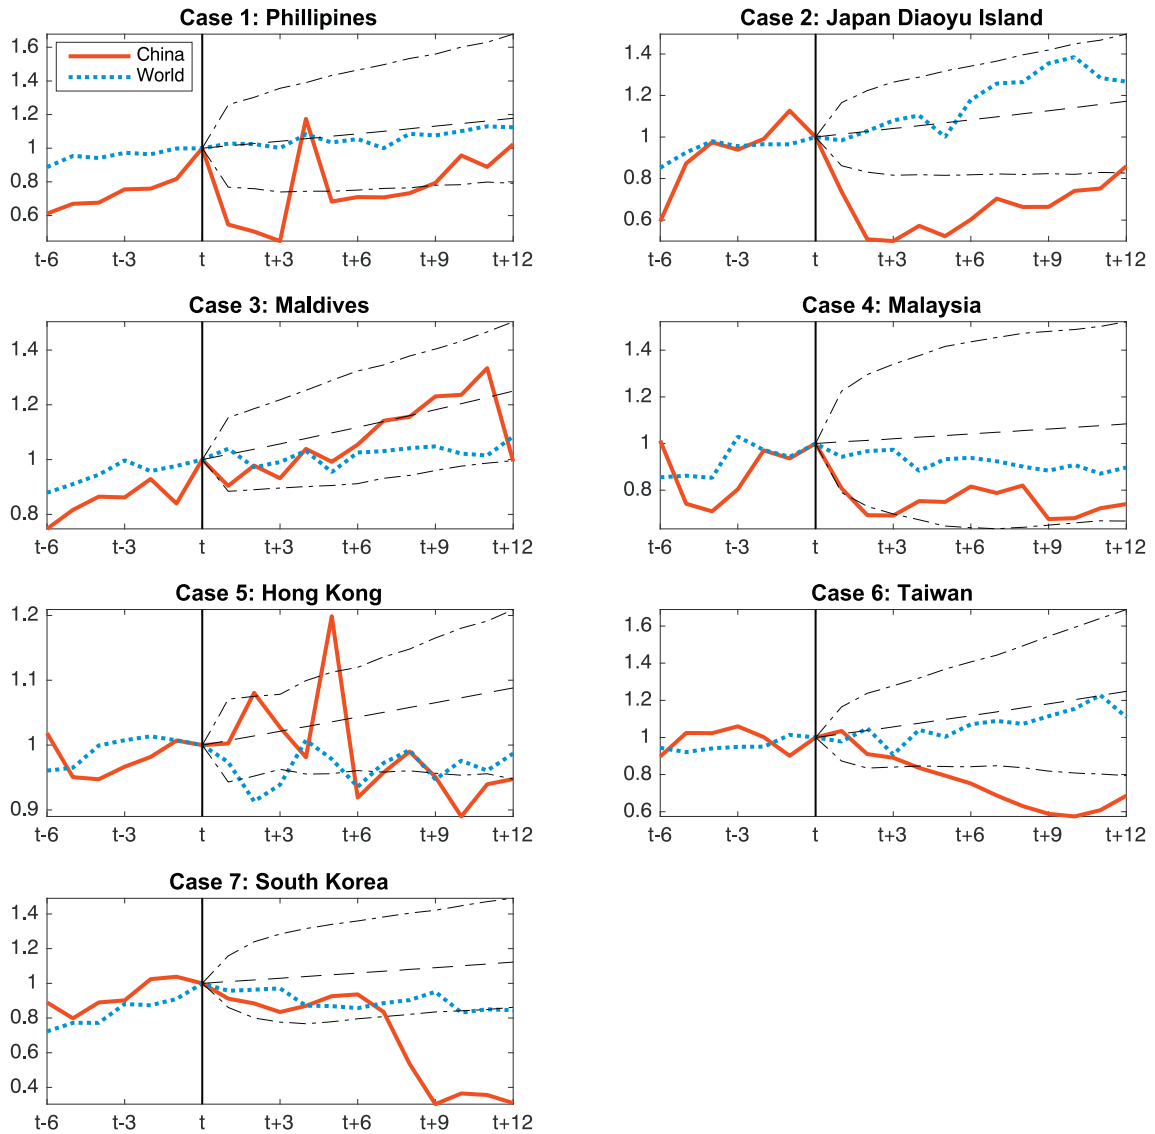 Case 1: Phillipines
1.6
1.4
1.2
1
0.8
0.6
China
World
t-6 t-3 t t+3 t+6 t+9 t+12
Case 2: Japan Diaoyu Island
1.4
1.2
1
0.8
0.6
t-6 t-3 t t+3 t+6 t+9 t+12
Case 3: Maldives
1.4
1.2
1
0.8
t-6 t-3 t t+3 t+6 t+9 t+12
Case 4: Malaysia
1.4
1.2
1
0.8
t-6 t-3 t t+3 t+6 t+9 t+12
Case 5: Hong Kong
1.2
1.1
1
0.9
t-6 t-3 t t+3 t+6 t+9 t+12
Case 6: Taiwan
1.6
1.4
1.2
1
0.8
0.6
t-6 t-3 t t+3 t+6 t+9 t+12
Case 7: South Korea
1.4
1.2
1
0.8
0.6
0.4
t-6 t-3 t t+3 t+6 t+9 t+12